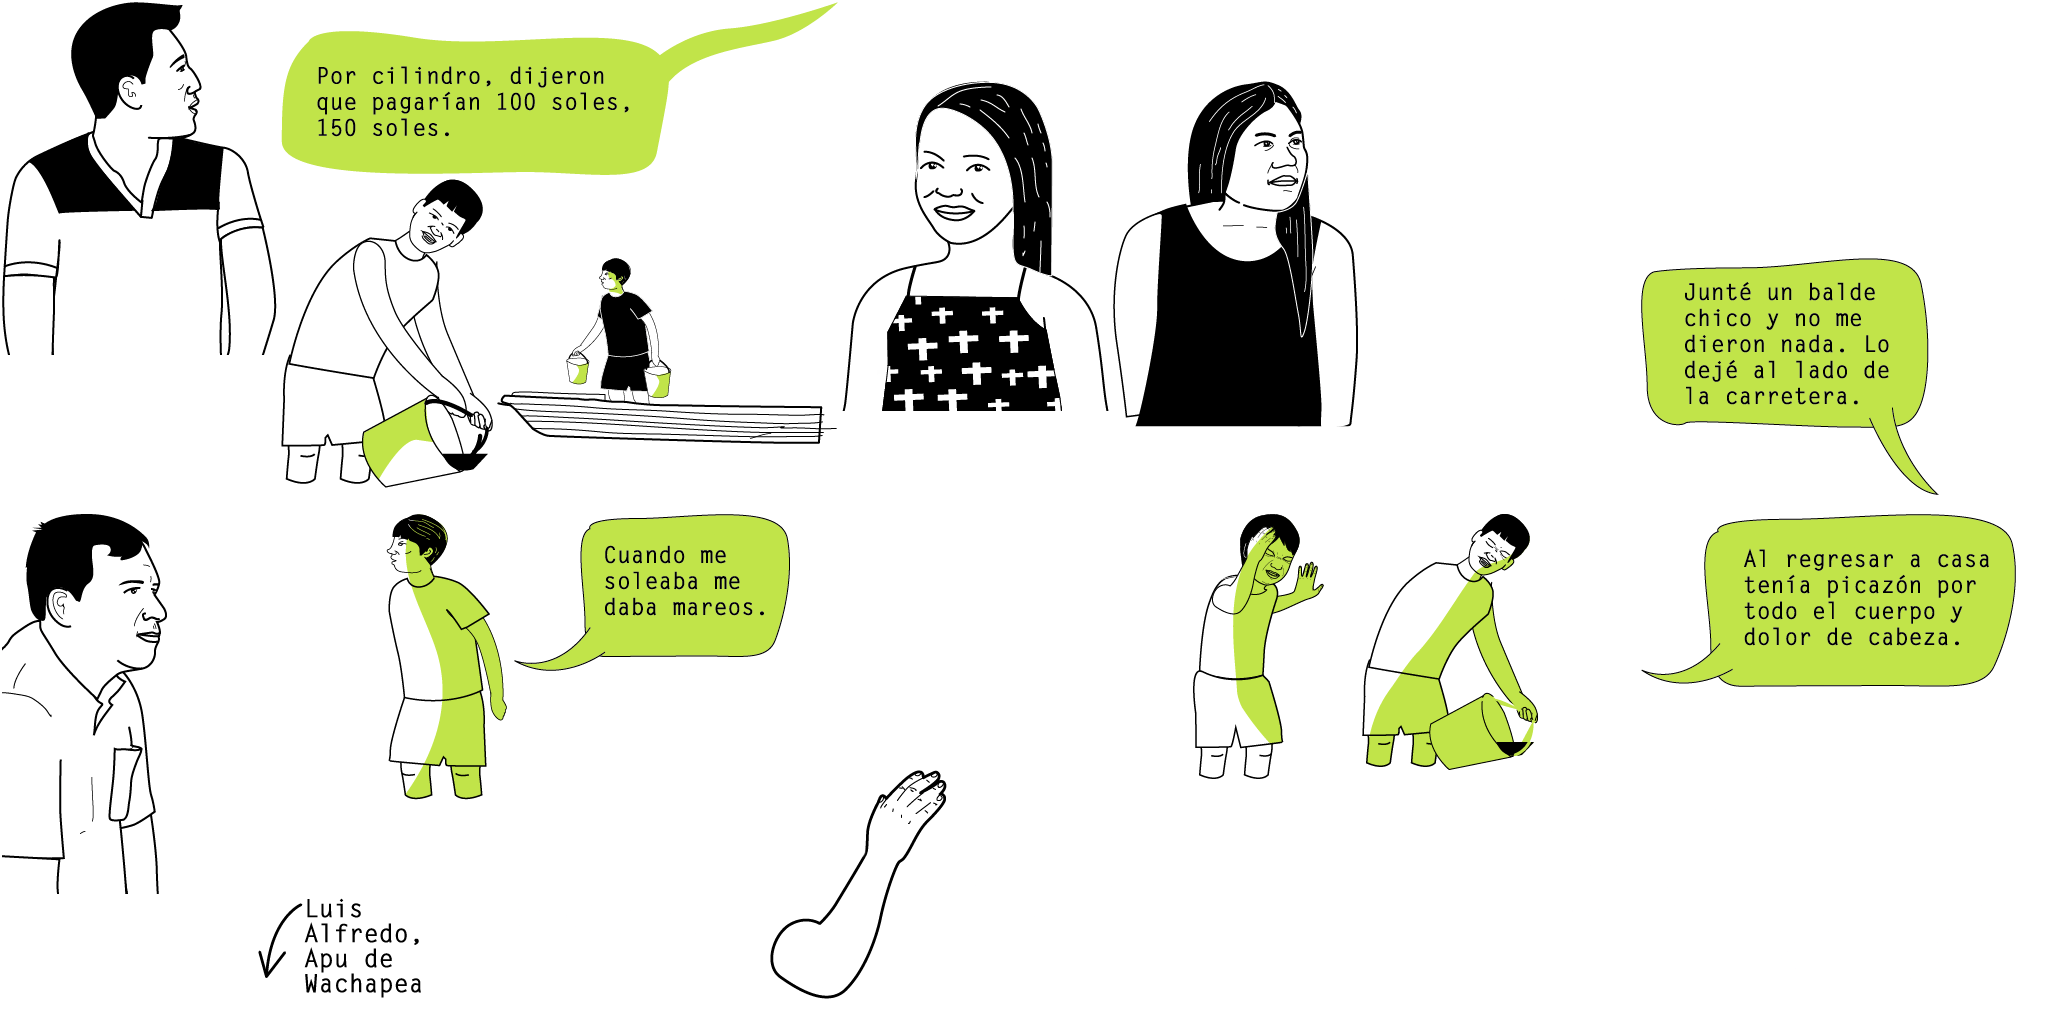 Por cilindro, dijeron
que pagarían 100 soles,
150 soles.
Junté un balde
chico y no me
dieron nada. Lo
dejé al lado de
la carretera.
Cuando me
soleaba me
daba mareos.
Al regresar a casa
tenía picazón por
todo el cuerpo y
dolor de cabeza.
Luis
Alfredo,
Apu de
Wachapea